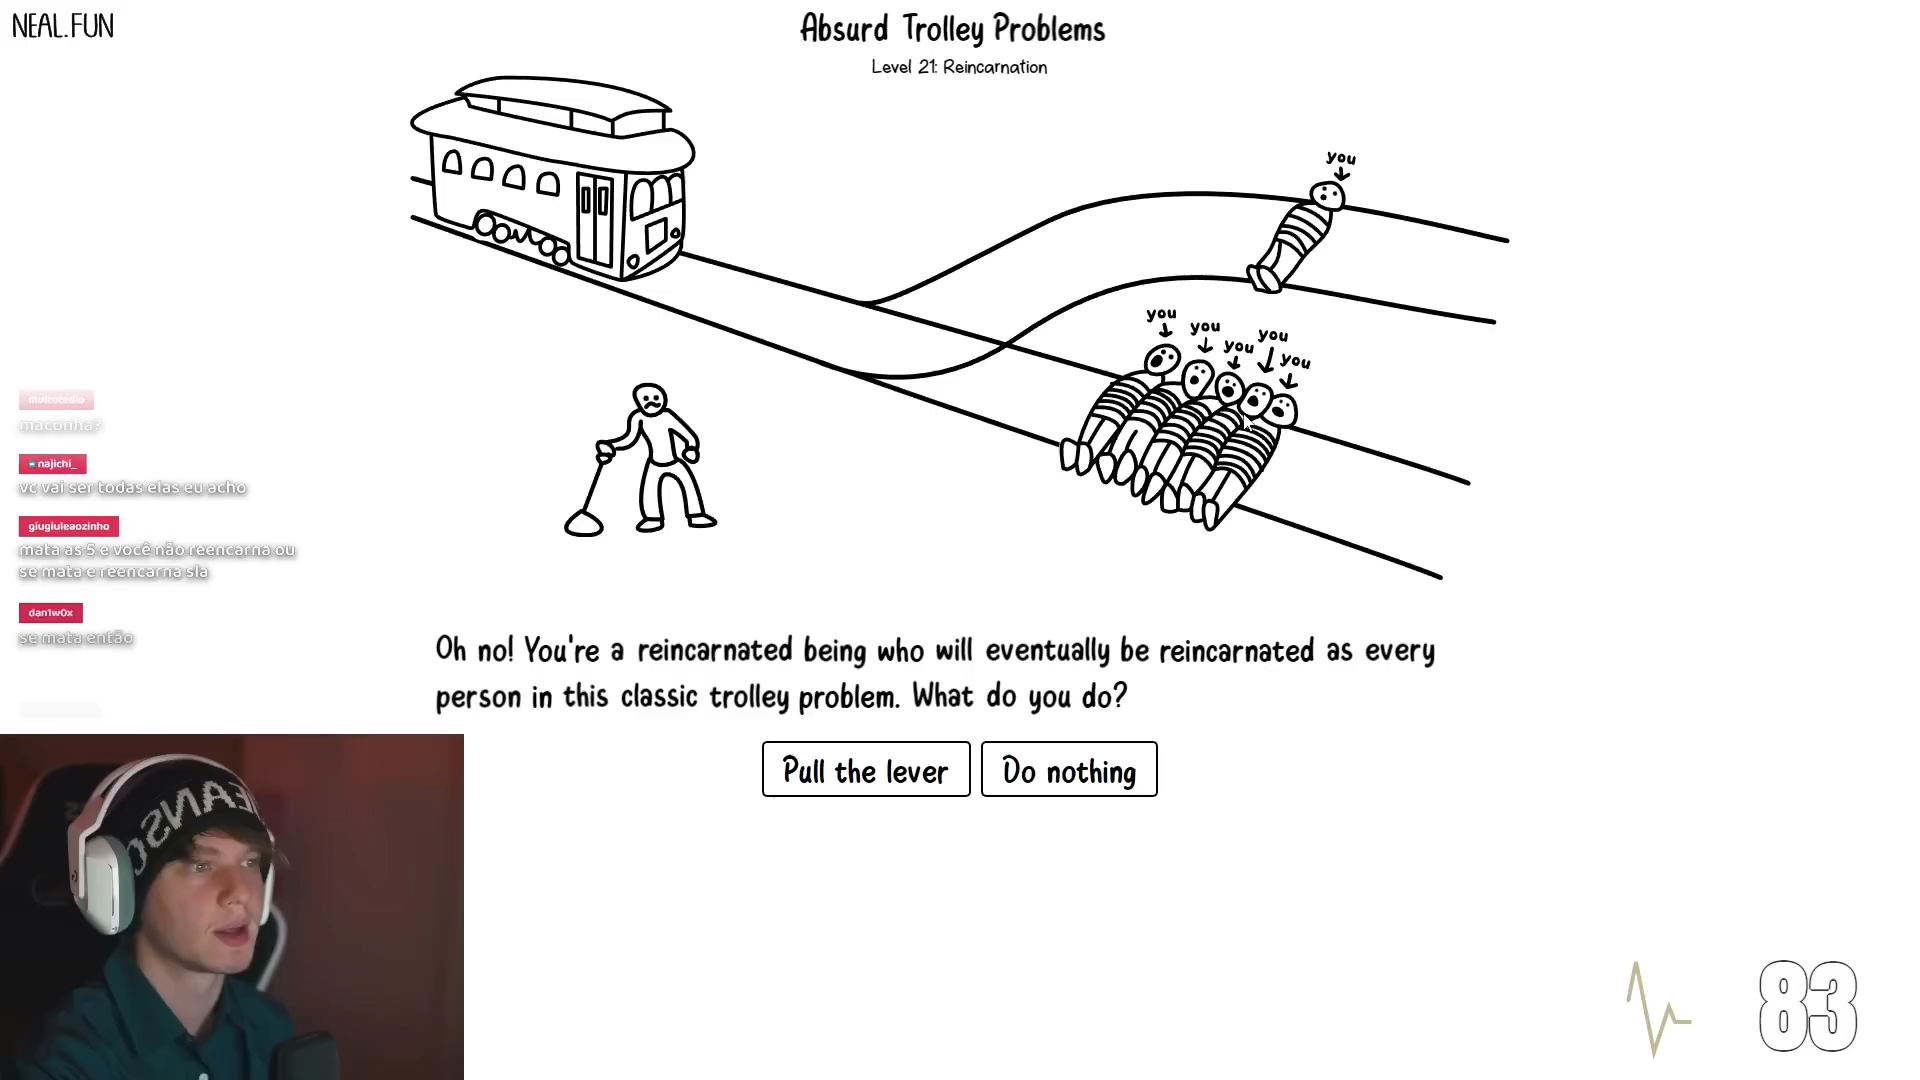 NEAL.FUN
Absurd Trolley Problems
Level 21: Reincarnation
you
you
you
you
you
you
muitotedio
maconha?
najichi_
vc vai ser todas elas eu acho
giugiuleaozinho
mata as 5 e você não reencarna ou
se mata e reencarna sla
dan1w0x
se mata então
Oh no! You're a reincarnated being who will eventually be reincarnated as every
person in this classic trolley problem. What do you do?
Pull the lever
Do nothing
83